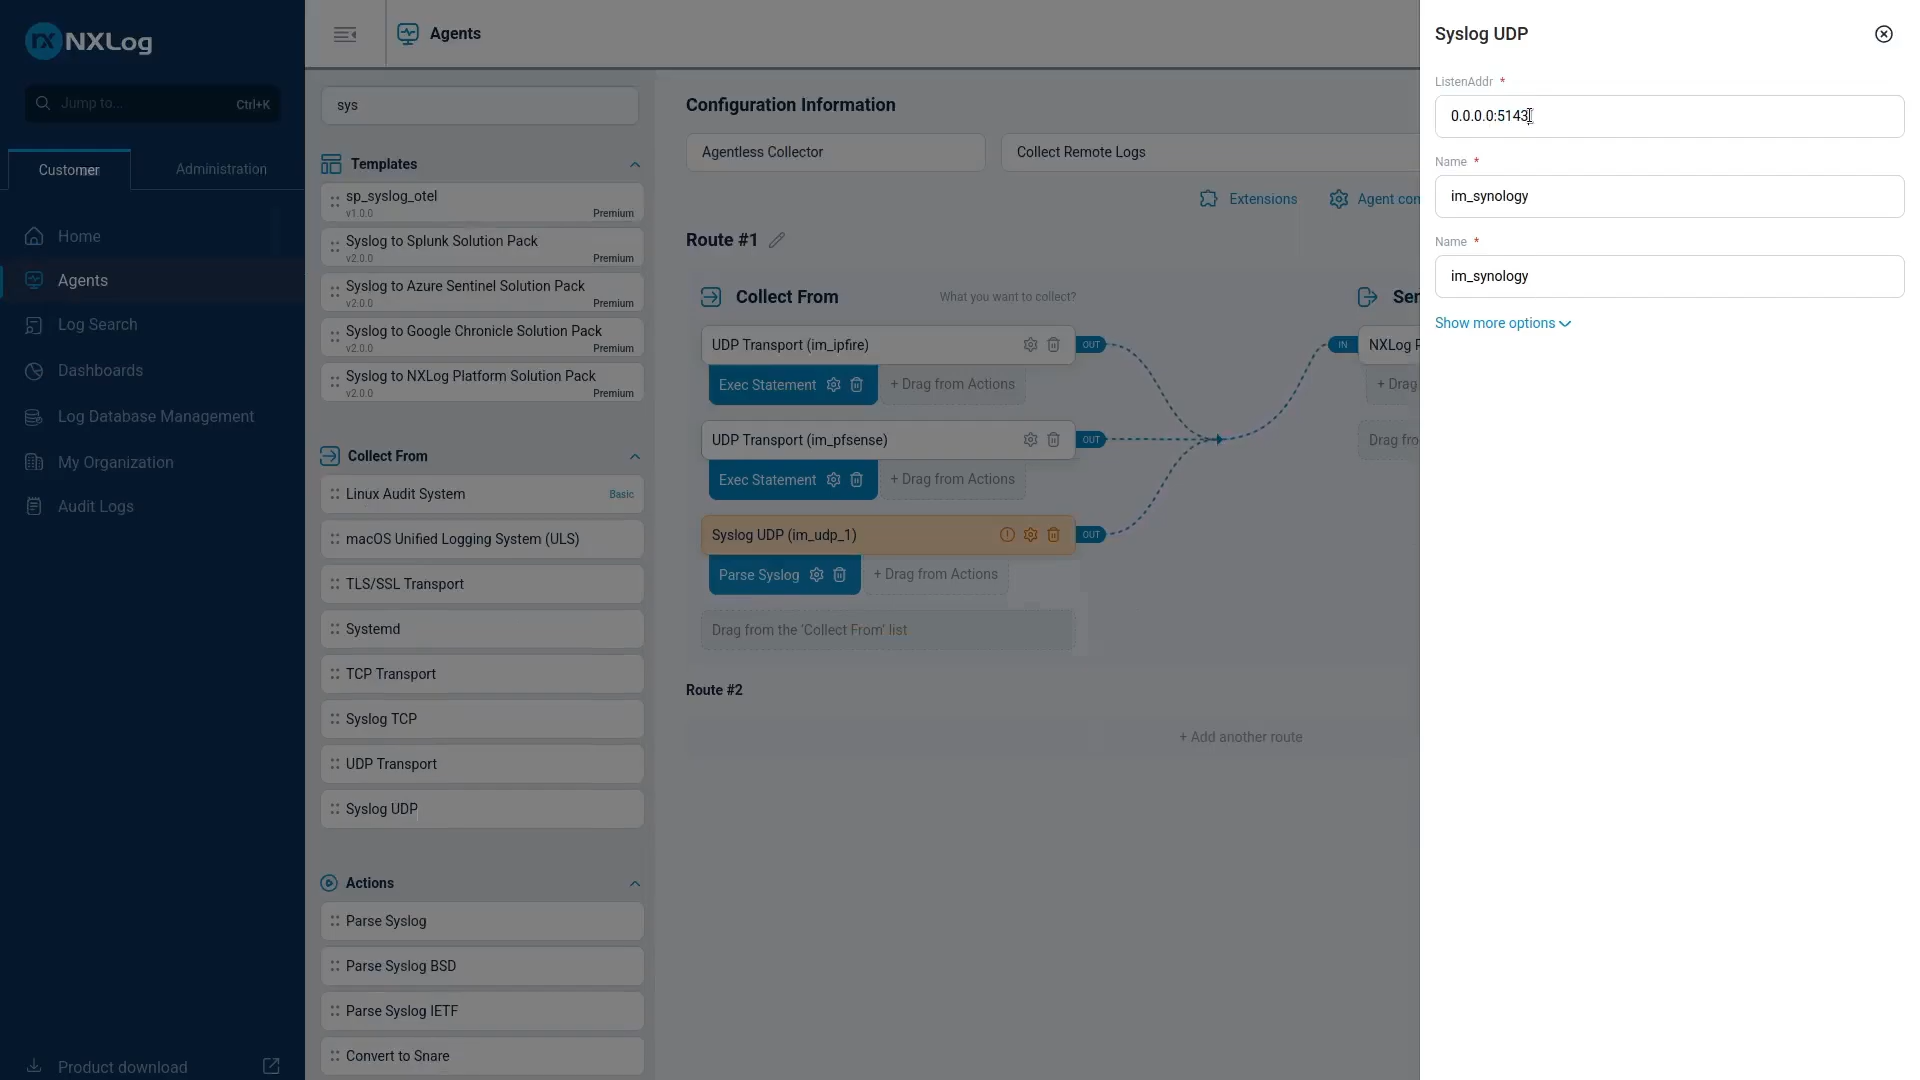 NXLog
Jump to...
Ctrl+K
Customer
Administration
Home
Agents
Log Search
Dashboards
Log Database Management
My Organization
Audit Logs
Product download
Agents
sys
Templates
sp_syslog_otel
v1.0.0
Premium
Syslog to Splunk Solution Pack
v2.0.0
Premium
Syslog to Azure Sentinel Solution Pack
v2.0.0
Premium
Syslog to Google Chronicle Solution Pack
v2.0.0
Premium
Syslog to NXLog Platform Solution Pack
v2.0.0
Premium
Collect From
Linux Audit System
Basic
macOS Unified Logging System (ULS)
TLS/SSL Transport
Systemd
TCP Transport
Syslog TCP
UDP Transport
Syslog UDP
Actions
Parse Syslog
Parse Syslog BSD
Parse Syslog IETF
Convert to Snare
Configuration Information
Agentless Collector
Collect Remote Logs
Extensions
Agent con
Route #1
Collect From
What you want to collect?
UDP Transport (im_ipfire)
OUT
Exec Statement
+ Drag from Actions
UDP Transport (im_pfsense)
OUT
Exec Statement
+ Drag from Actions
Syslog UDP (im_udp_1)
OUT
Parse Syslog
+ Drag from Actions
Drag from the 'Collect From' list
Sen
IN
NXLog P
+ Drag
Drag fro
Route #2
+ Add another route
Syslog UDP
ListenAddr *
0.0.0.0:5143
Name *
im_synology
Name *
im_synology
Show more options